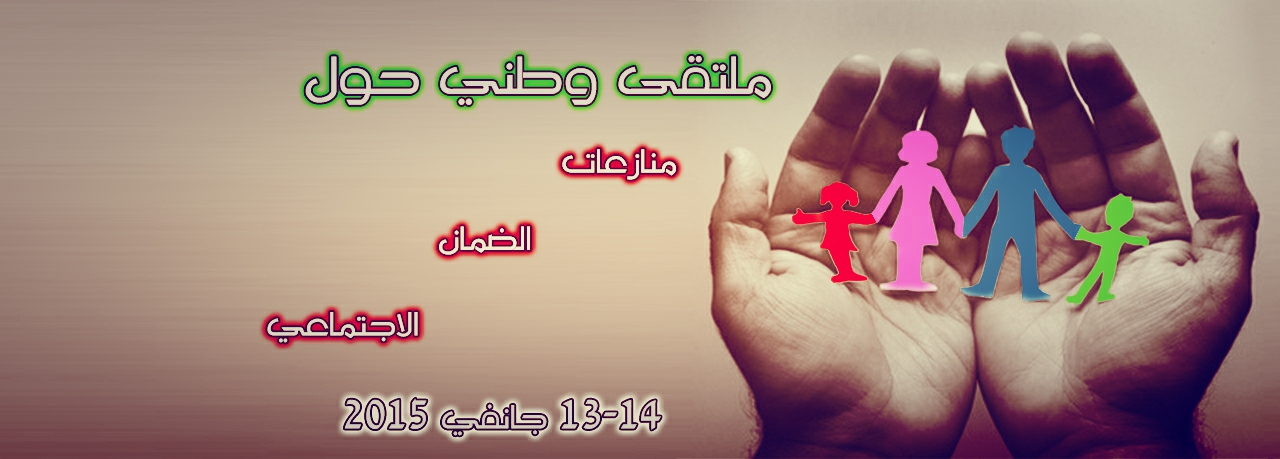 ملتقى وطني حول
منازعات
الضمان
الاجتماعي
13-14 جانفي 2015